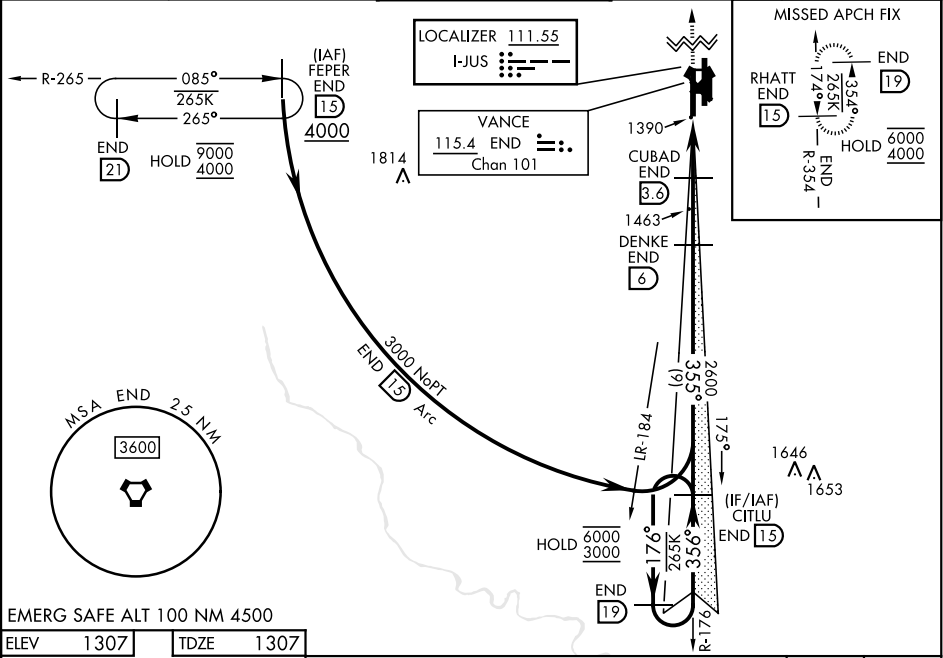 R-265
085°
265K
265°
END
21
HOLD
9000
4000
(IAF)
FEPER
END
15
4000
LOCALIZER 111.55
I-JUS
VANCE
115.4 END
Chan 101
1814
1390
CUBAD
END
3.6
1463
DENKE
END
6
MISSED APCH FIX
END
19
RHATT
END
15
174°
265K
354°
HOLD
6000
4000
END
R-354
3000 NoPT
END 15 Arc
LR-184
(9)
355°
2600
175°
1646
1653
(IF/IAF)
CITLU
END 15
HOLD
6000
3000
176°
265K
356°
END
19
R-176
MSA END 25 NM
3600
EMERG SAFE ALT 100 NM 4500
ELEV 1307
TDZE 1307